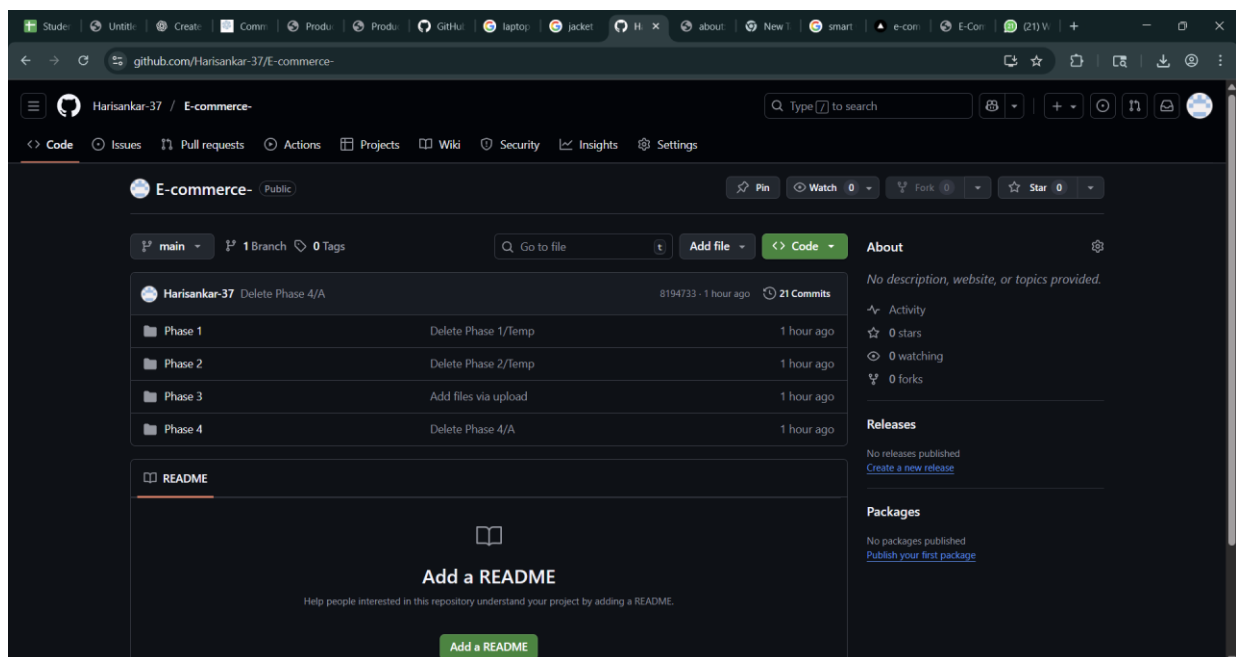 Studer Untitle Create Comm Produc Produc GitHub laptop jacket H. about: New T smart e-com E-Com (21) W
github.com/Harisankar-37/E-commerce-
Harisankar-37 / E-commerce- Type / to search
Code Issues Pull requests Actions Projects Wiki Security Insights Settings
E-commerce- Public Pin Watch 0 Fork 0 Star 0
main 1 Branch 0 Tags Go to file t Add file Code About
No description, website, or topics provided.
Harisankar-37 Delete Phase 4/A 8194733 · 1 hour ago 21 Commits
Activity
Phase 1 Delete Phase 1/Temp 1 hour ago 0 stars
0 watching
Phase 2 Delete Phase 2/Temp 1 hour ago
0 forks
Phase 3 Add files via upload 1 hour ago
Phase 4 Delete Phase 4/A 1 hour ago Releases
No releases published
Create a new release
README
Packages
No packages published
Publish your first package
Add a README
Help people interested in this repository understand your project by adding a README.
Add a README